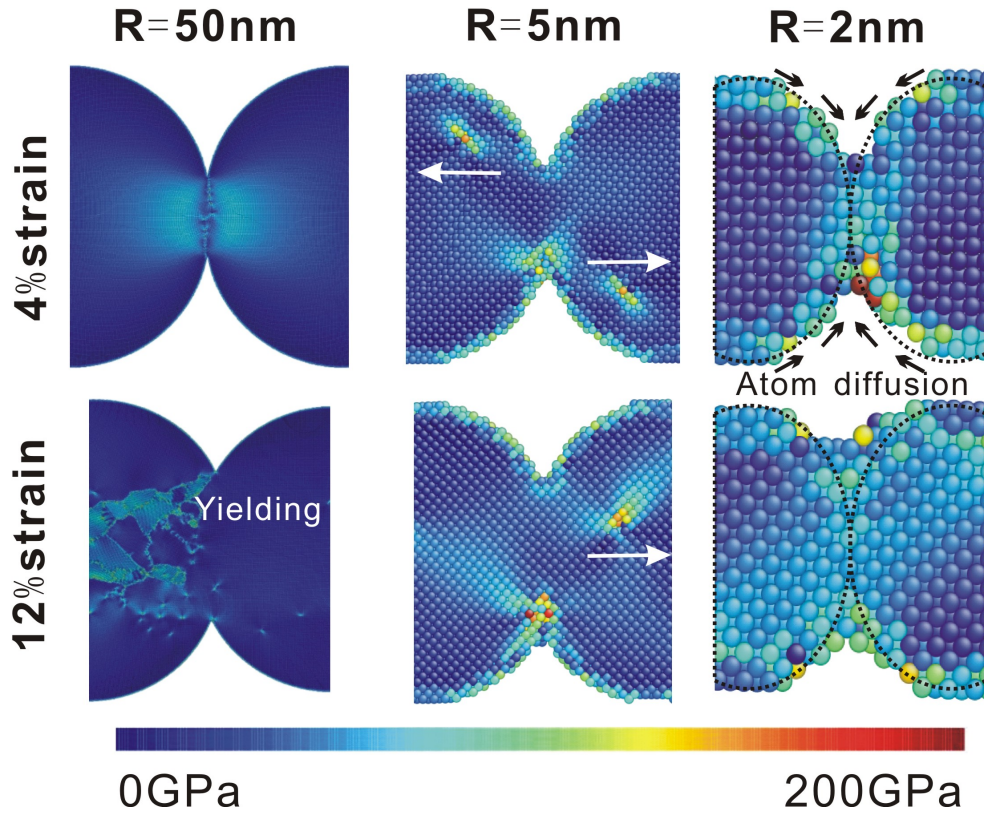 R=50nm
R=5nm
R=2nm
4%strain
Atom diffusion
12%strain
Yielding
0GPa
200GPa